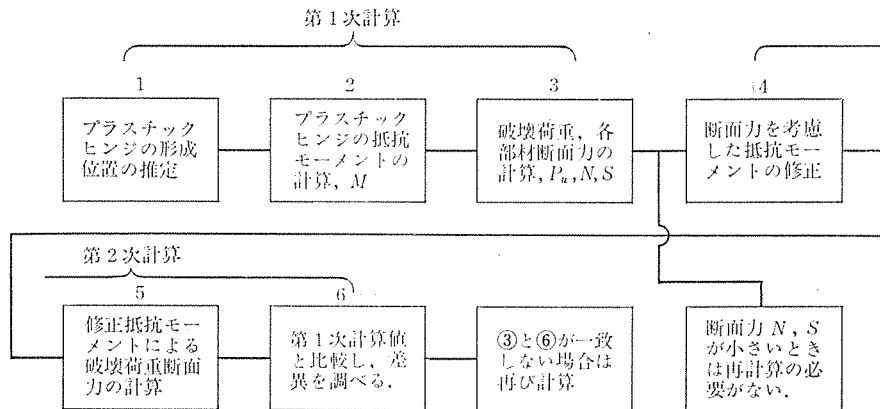 第1次計算
1
プラスチック
ヒンジの形成
位置の推定
2
プラスチック
ヒンジの抵抗
モーメントの
計算, M
3
破壊荷重, 各
部材断面力の
計算, Pu, N, S
4
断面力を考慮
した抵抗モー
メントの修正
第2次計算
5
修正抵抗モー
メントによる
破壊荷重断面
力の計算
6
第1次計算値
と比較し, 差
異を調べる.
③と⑥が一致
しない場合は
再び計算
断面力 N, S
が小さいとき
は再計算の必
要がない.